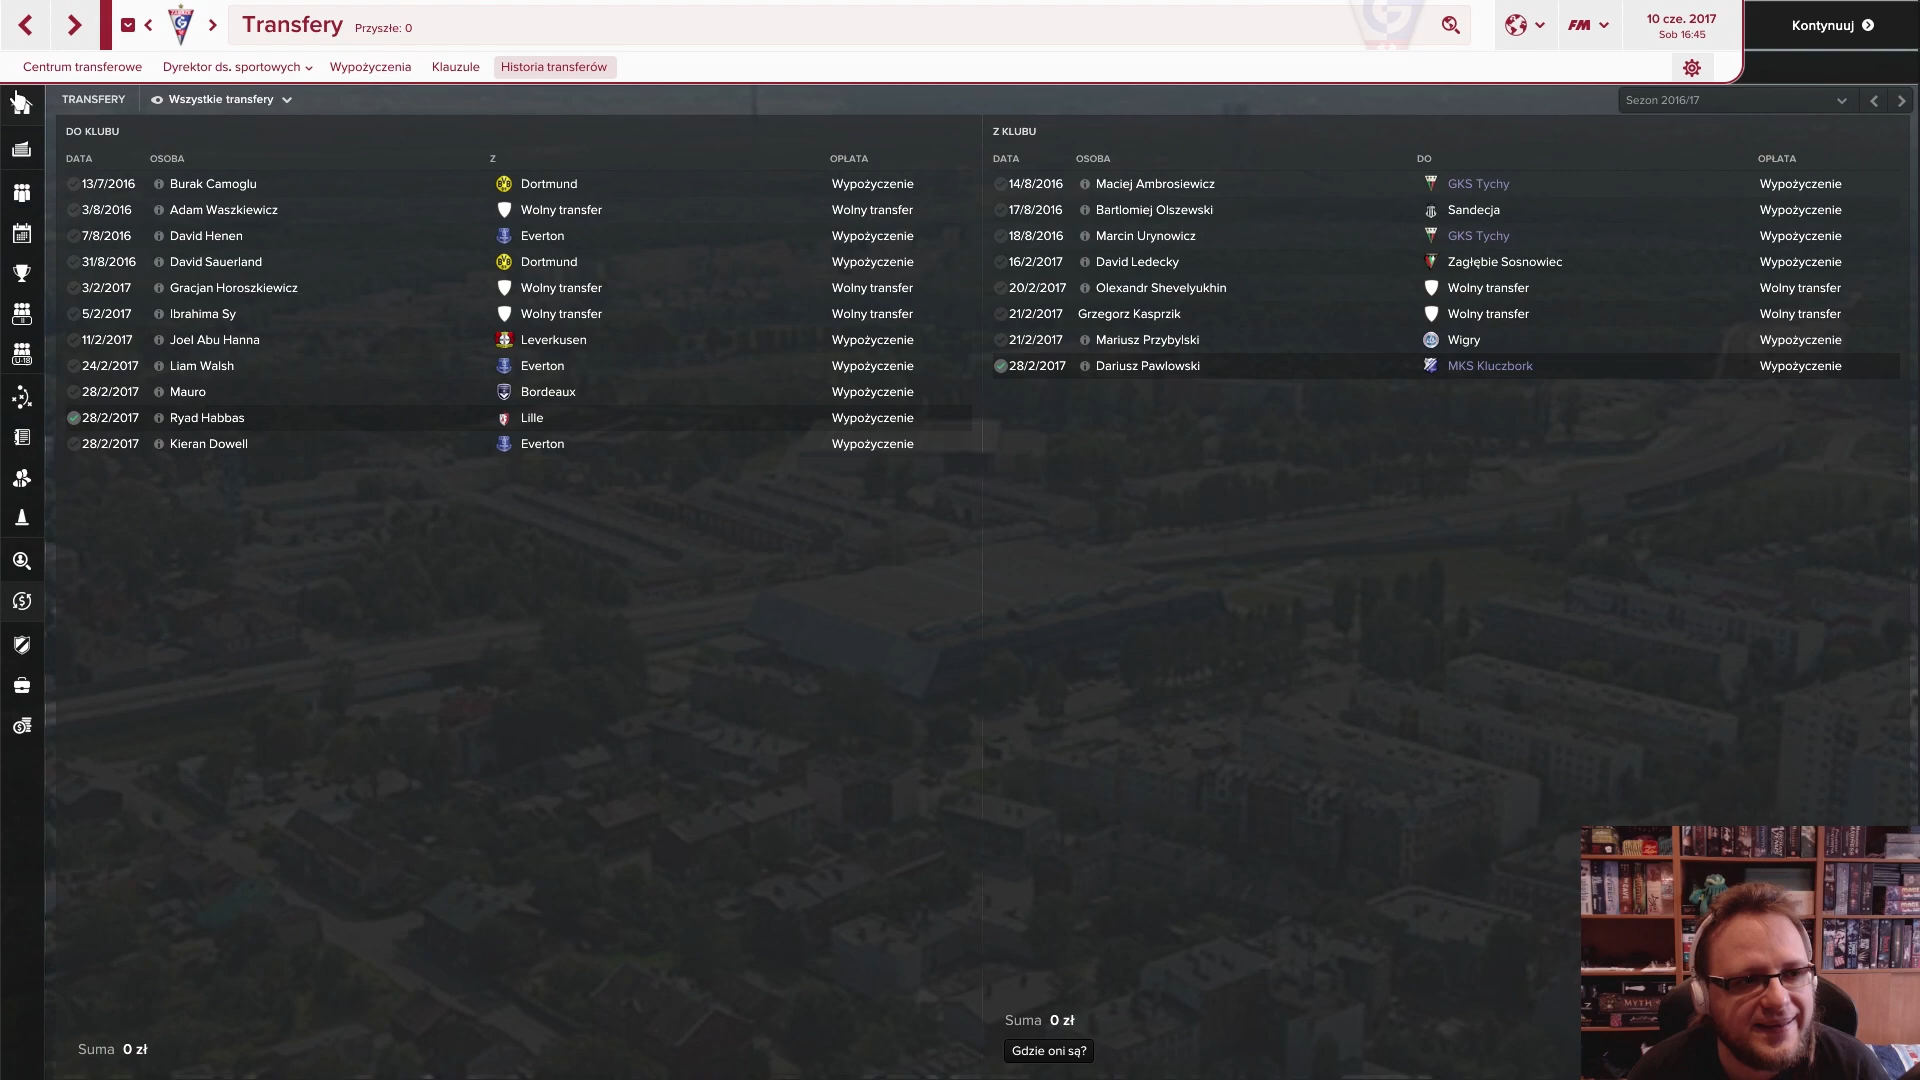 Transfery Przyszłe: 0
10 cze. 2017
Sob 16:45
Kontynuuj
FM
Centrum transferowe Dyrektor ds. sportowych Wypożyczenia Klauzule Historia transferów
TRANSFERY Wszystkie transfery Sezon 2016/17
DO KLUBU
DATA OSOBA Z OPŁATA
13/7/2016 Burak Camoglu Dortmund Wypożyczenie
3/8/2016 Adam Waszkiewicz Wolny transfer Wolny transfer
7/8/2016 David Henen Everton Wypożyczenie
31/8/2016 David Sauerland Dortmund Wypożyczenie
3/2/2017 Gracjan Horoszkiewicz Wolny transfer Wolny transfer
5/2/2017 Ibrahima Sy Wolny transfer Wolny transfer
11/2/2017 Joel Abu Hanna Leverkusen Wypożyczenie
24/2/2017 Liam Walsh Everton Wypożyczenie
28/2/2017 Mauro Bordeaux Wypożyczenie
28/2/2017 Ryad Habbas Lille Wypożyczenie
28/2/2017 Kieran Dowell Everton Wypożyczenie
Suma 0 zł
Z KLUBU
DATA OSOBA DO OPŁATA
14/8/2016 Maciej Ambrosiewicz GKS Tychy Wypożyczenie
17/8/2016 Bartlomiej Olszewski Sandecja Wypożyczenie
18/8/2016 Marcin Urynowicz GKS Tychy Wypożyczenie
16/2/2017 David Ledecky Zagłębie Sosnowiec Wypożyczenie
20/2/2017 Olexandr Shevelyukhin Wolny transfer Wolny transfer
21/2/2017 Grzegorz Kasprzik Wolny transfer Wolny transfer
21/2/2017 Mariusz Przybylski Wigry Wypożyczenie
28/2/2017 Dariusz Pawlowski MKS Kluczbork Wypożyczenie
Suma 0 zł
Gdzie oni są?
II
U-18